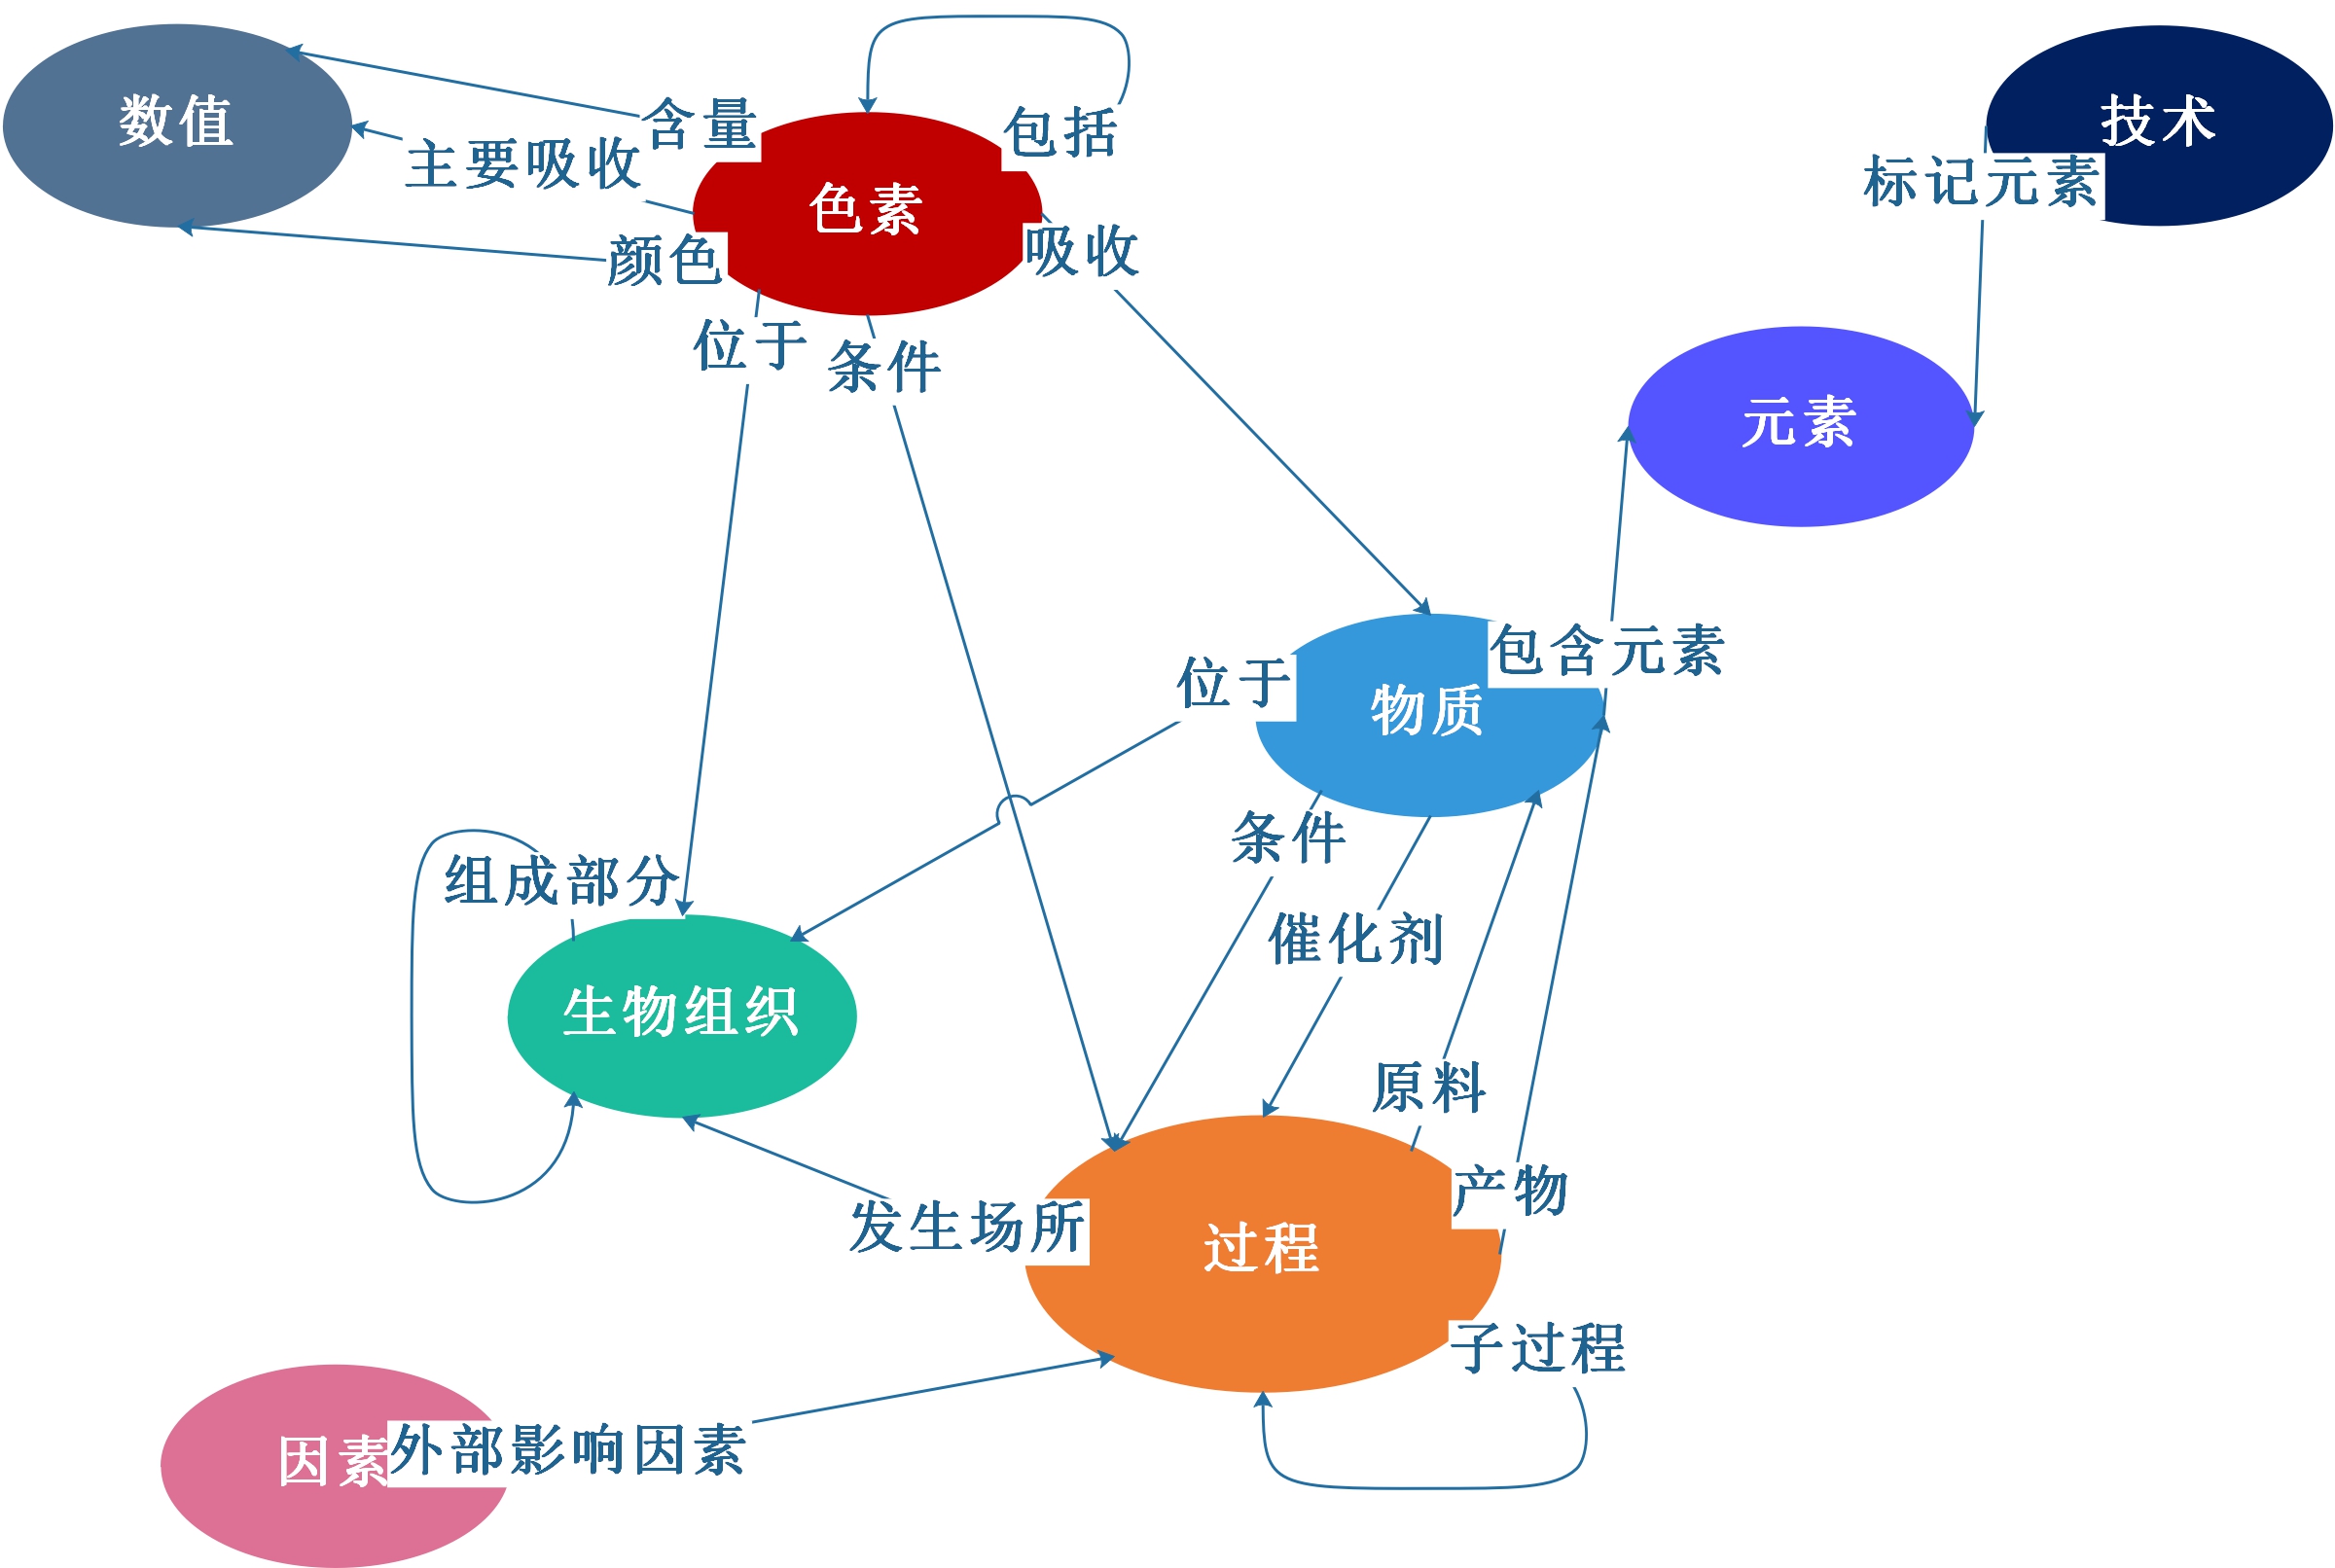 数值
含量
包括
技术
主要吸收
色素
标记元素
颜色
吸收
位于
条件
元素
位于
物质
包含元素
条件
组成部分
催化剂
生物组织
原料
产物
发生场所
过程
子过程
因素
外部影响因素